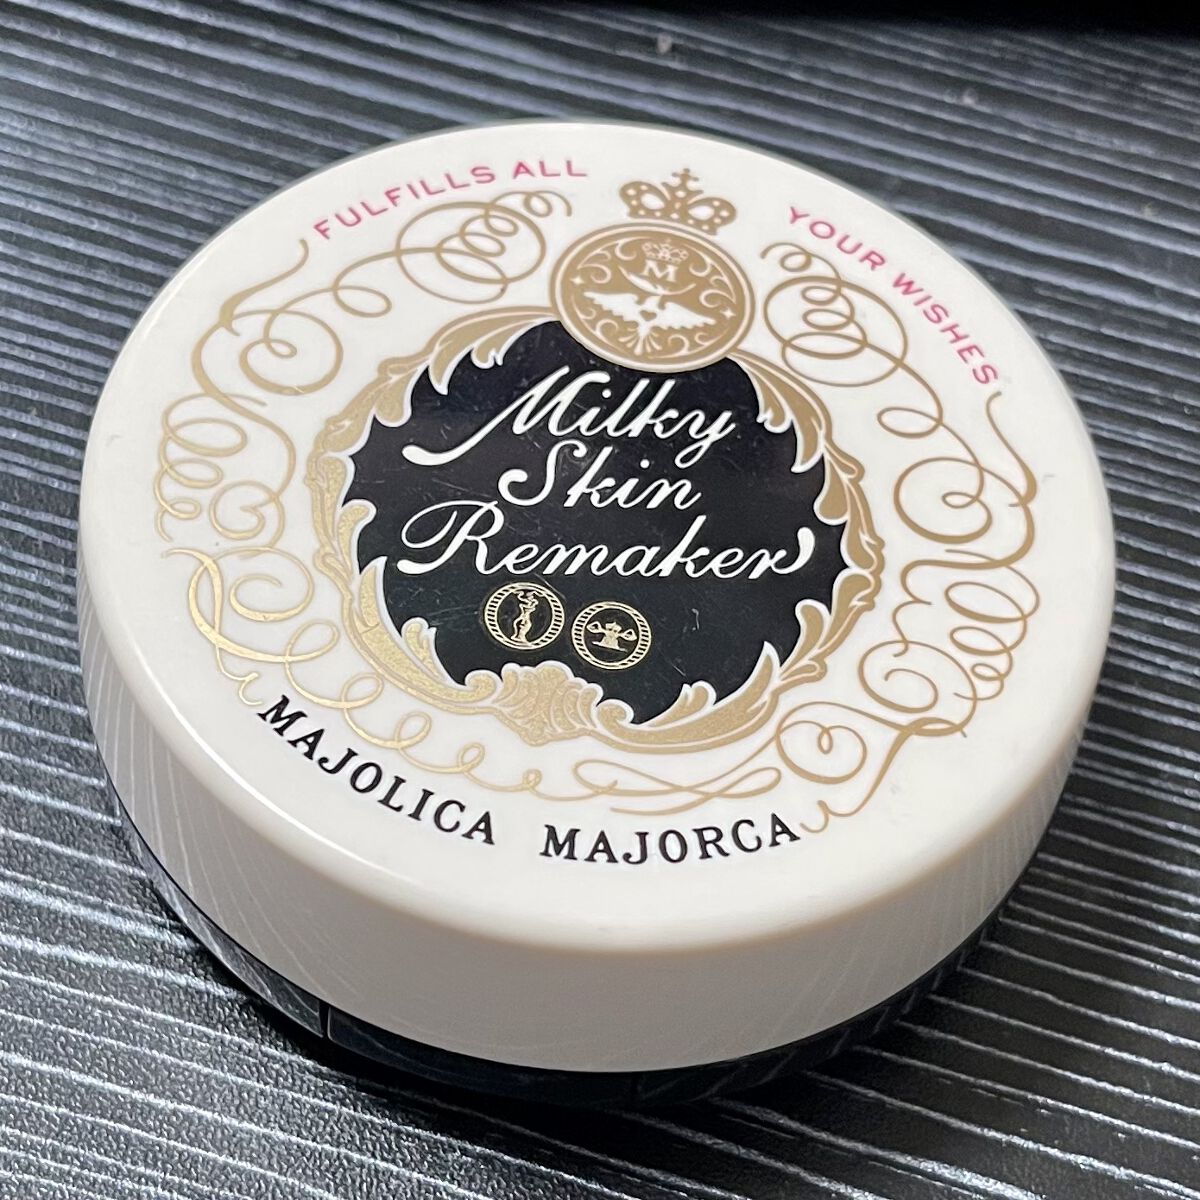 FULFILLS ALL YOUR WISHES
M
Milky
Skin
Remaker
MAJOLICA MAJORCA